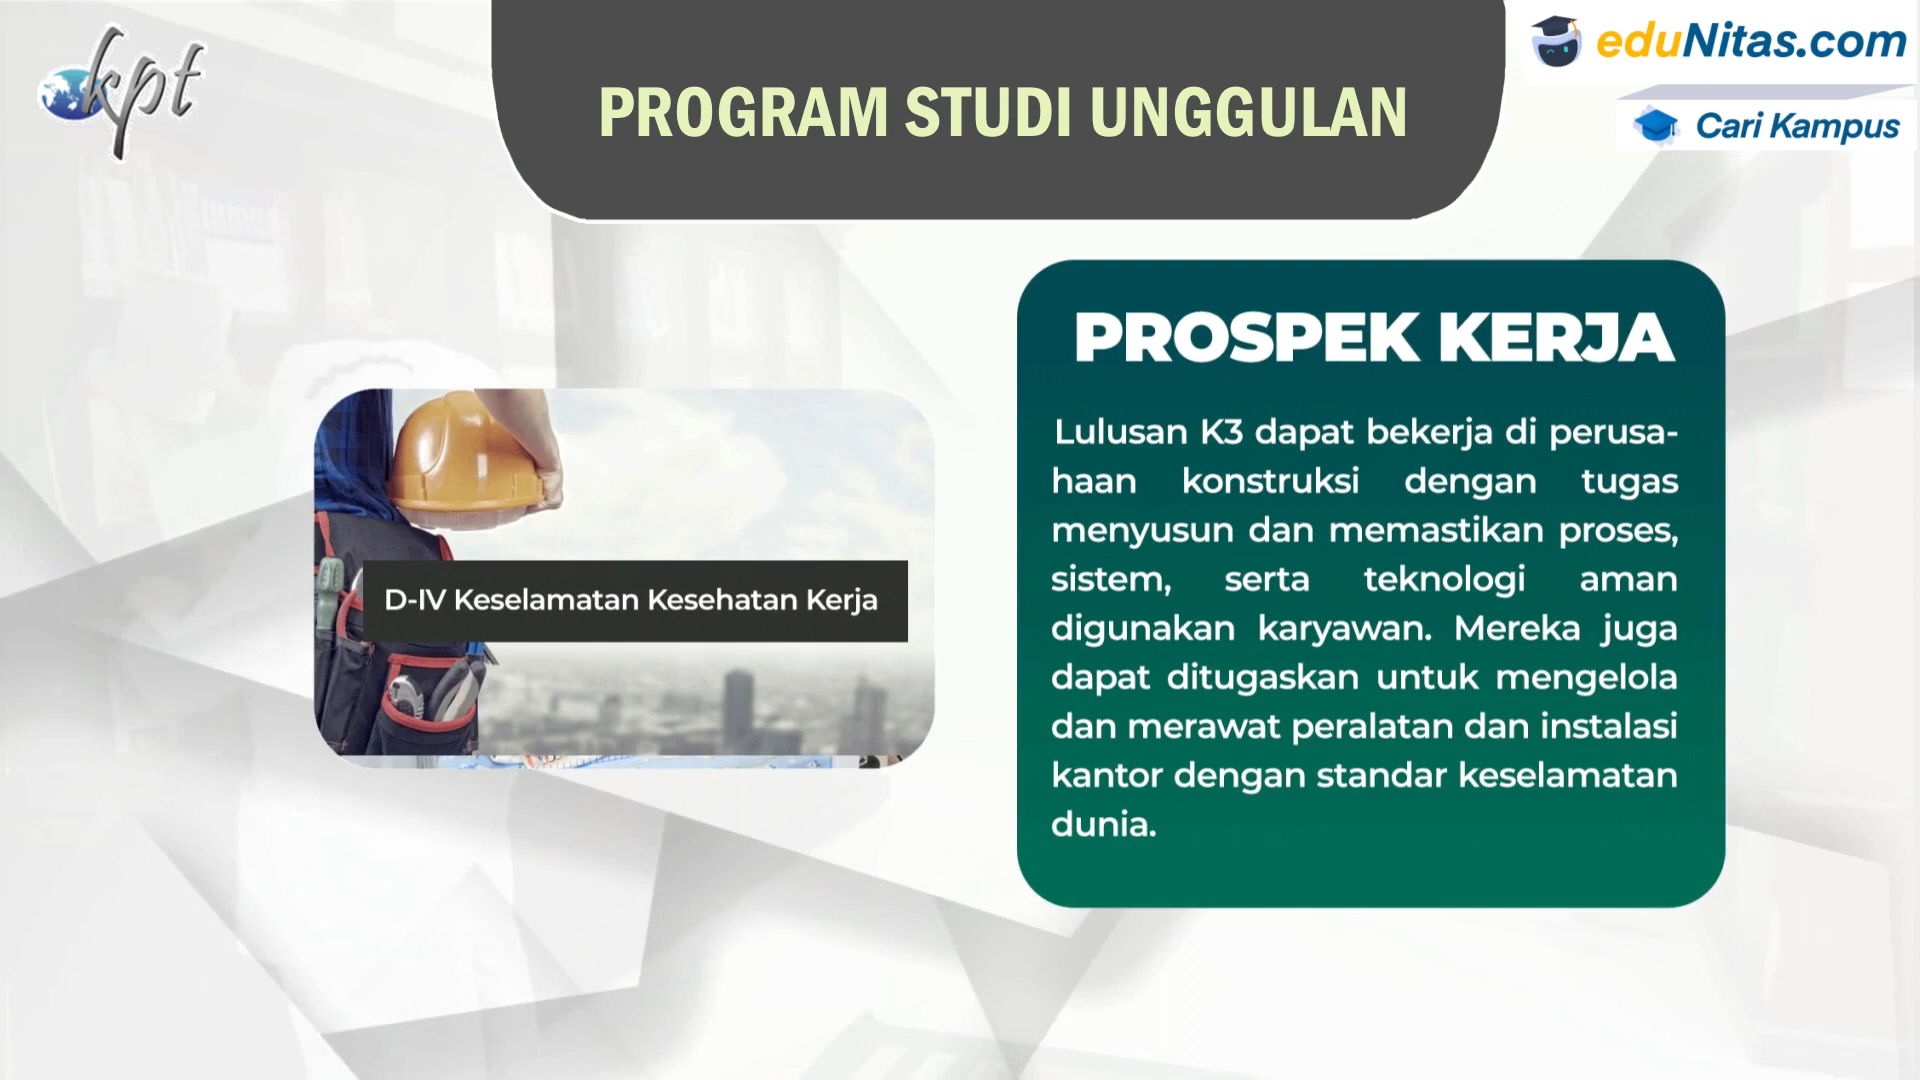 kpt
PROGRAM STUDI UNGGULAN
eduNitas.com
Cari Kampus
D-IV Keselamatan Kesehatan Kerja
PROSPEK KERJA
Lulusan K3 dapat bekerja di perusa-
haan konstruksi dengan tugas
menyusun dan memastikan proses,
sistem, serta teknologi aman
digunakan karyawan. Mereka juga
dapat ditugaskan untuk mengelola
dan merawat peralatan dan instalasi
kantor dengan standar keselamatan
dunia.